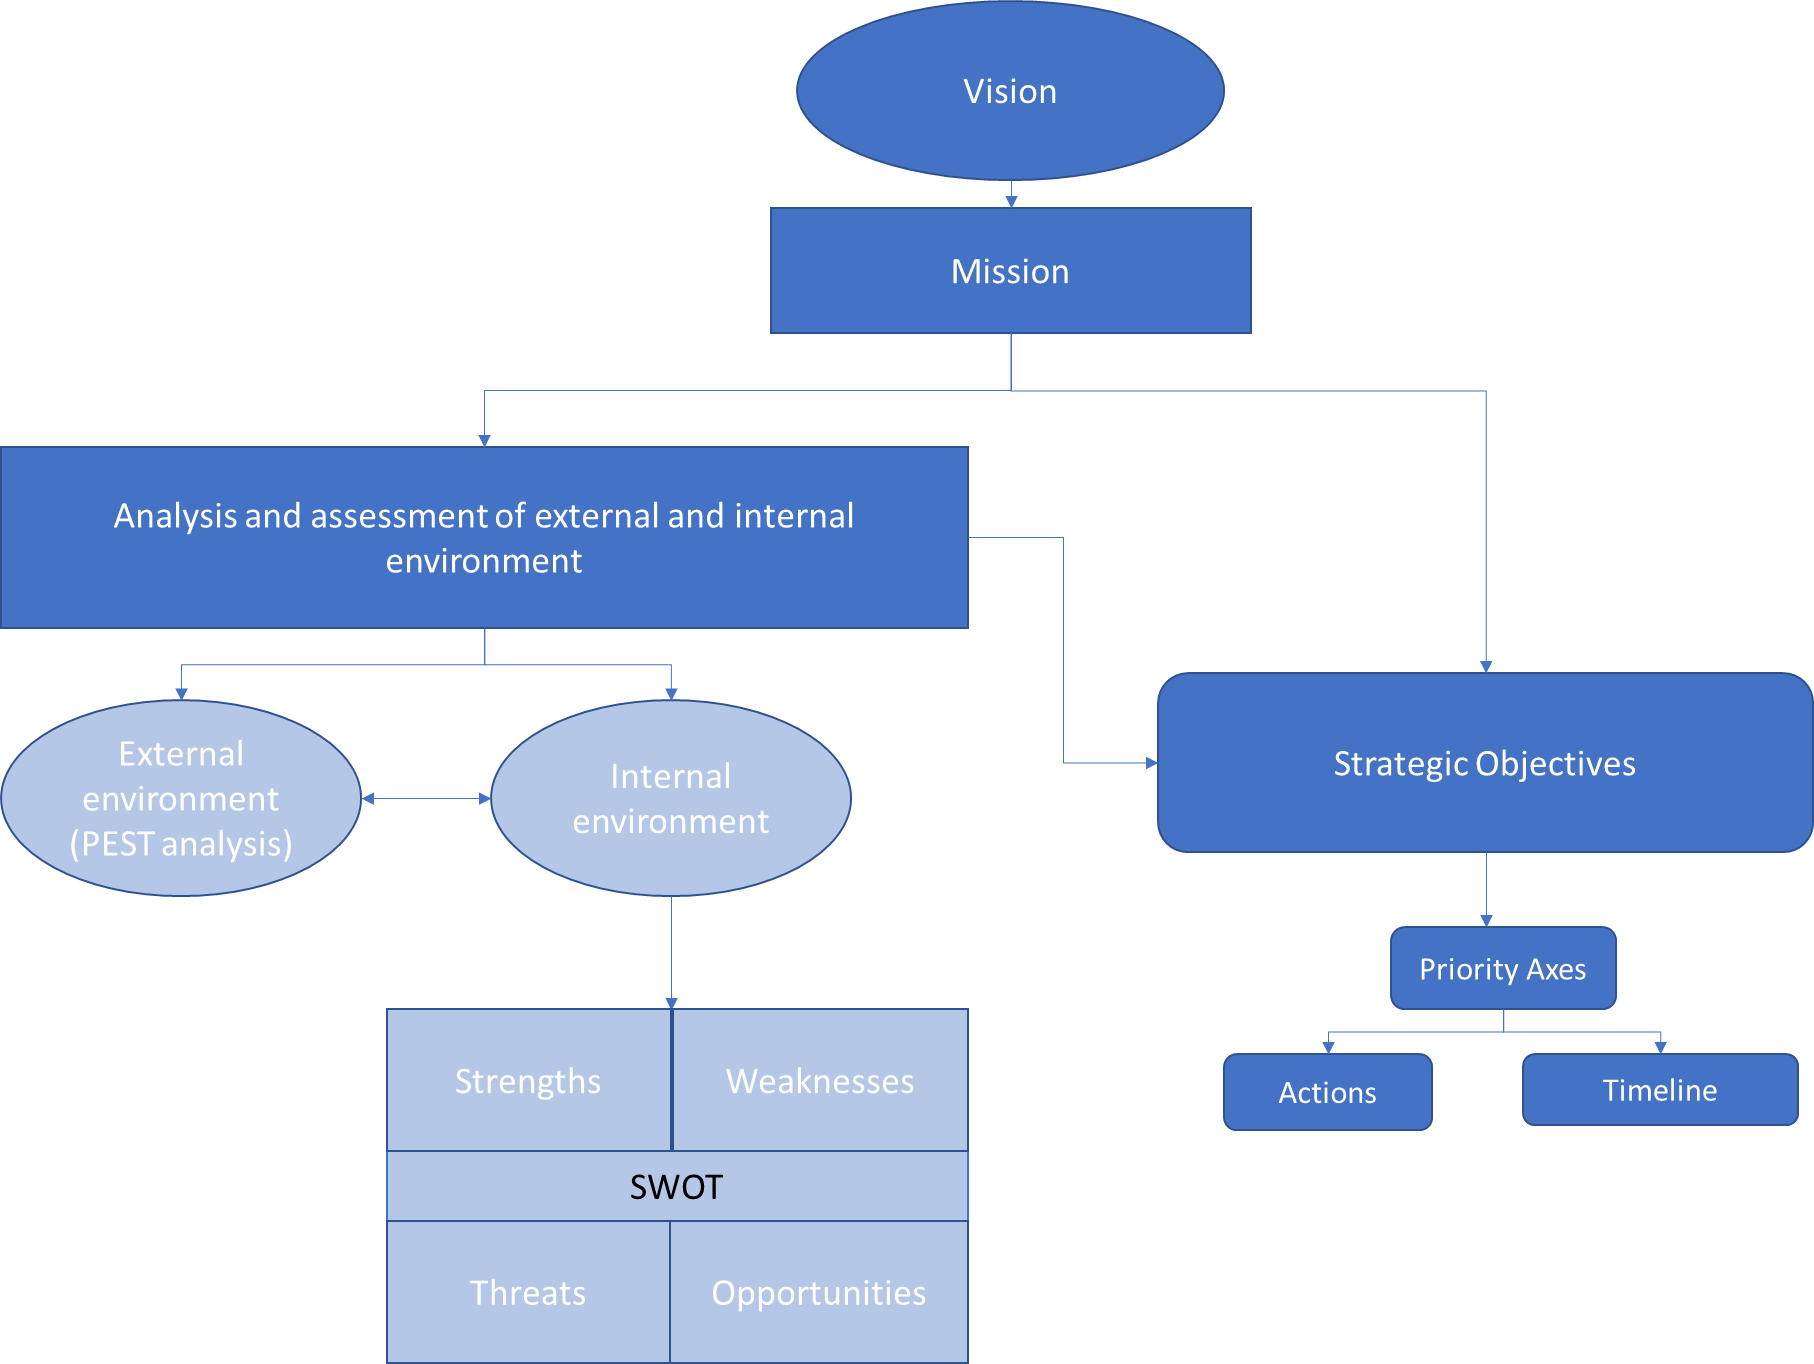 Vision
Mission
Analysis and assessment of external and internal
environment
External
environment
(PEST analysis)
Internal
environment
Strategic Objectives
Priority Axes
Actions
Timeline
Strengths
Weaknesses
SWOT
Threats
Opportunities